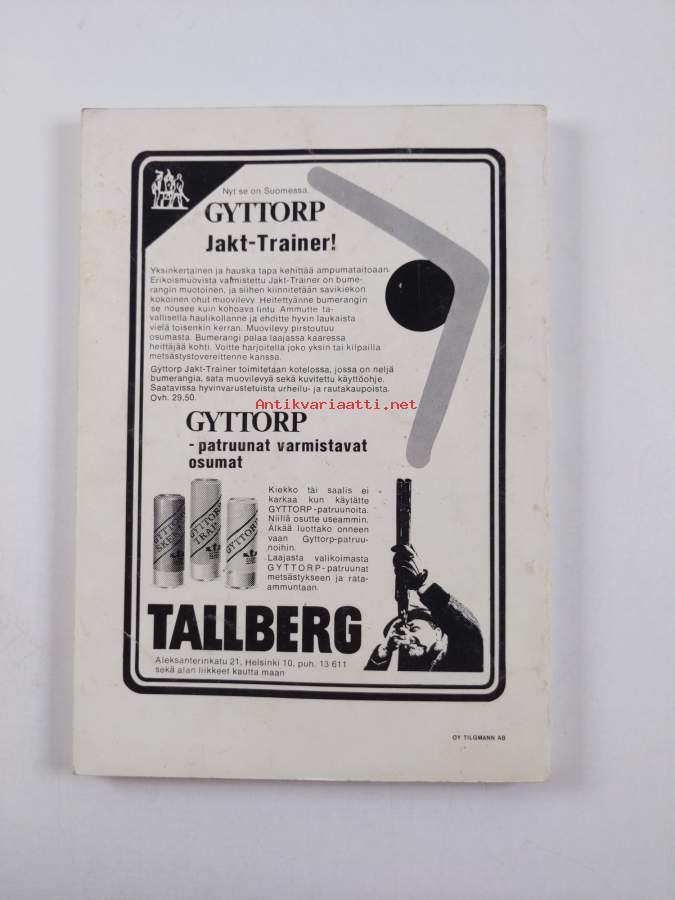 Nyt se on Suomessa.
GYTTORP
Jakt-Trainer!
Yksinkertainen ja hauska tapa kehittää ampumataitoaan.
Erikoismuovista valmistettu Jakt-Trainer on bume-
rangin muotoinen, ja siihen kiinnitetään savikiekon
kokoinen ohut muovilevy. Heitettyänne bumerangin
se nousee kuin kohoava lintu. Ammutte ta-
vallisella haulikollanne ja ehditte hyvin laukaista
vielä toisenkin kerran. Muovilevy pirstoutuu
osumasta. Bumerangi palaa laajassa kaaressa
heittäjää kohti. Voitte harjoitella joko yksin tai kilpailla
metsästystovereittenne kanssa.
Gyttorp Jakt-Trainer toimitetaan kotelossa, jossa on neljä
bumerangia, sata muovilevyä sekä kuvitettu käyttöohje.
Saatavissa hyvinvarustetuista urheilu- ja rautakaupoista.
Ovh. 29,50.
Antikvariaatti.net
GYTTORP
- patruunat varmistavat
osumat
Kiekko tai saalis ei
karkaa kun käytätte
GYTTORP-patruunoita.
Niillä osutte useammin.
Älkää luottako onneen
vaan Gyttorp-patruu-
noihin.
Laajasta valikoimasta
GYTTORP-patruunat
metsästykseen ja rata-
ammuntaan.
GYTTORP SKEET
GYTTORP TRAP
GYTTORP
TALLBERG
Aleksanterinkatu 21, Helsinki 10, puh. 13 611
sekä alan liikkeet kautta maan
OY TILGMANN AB